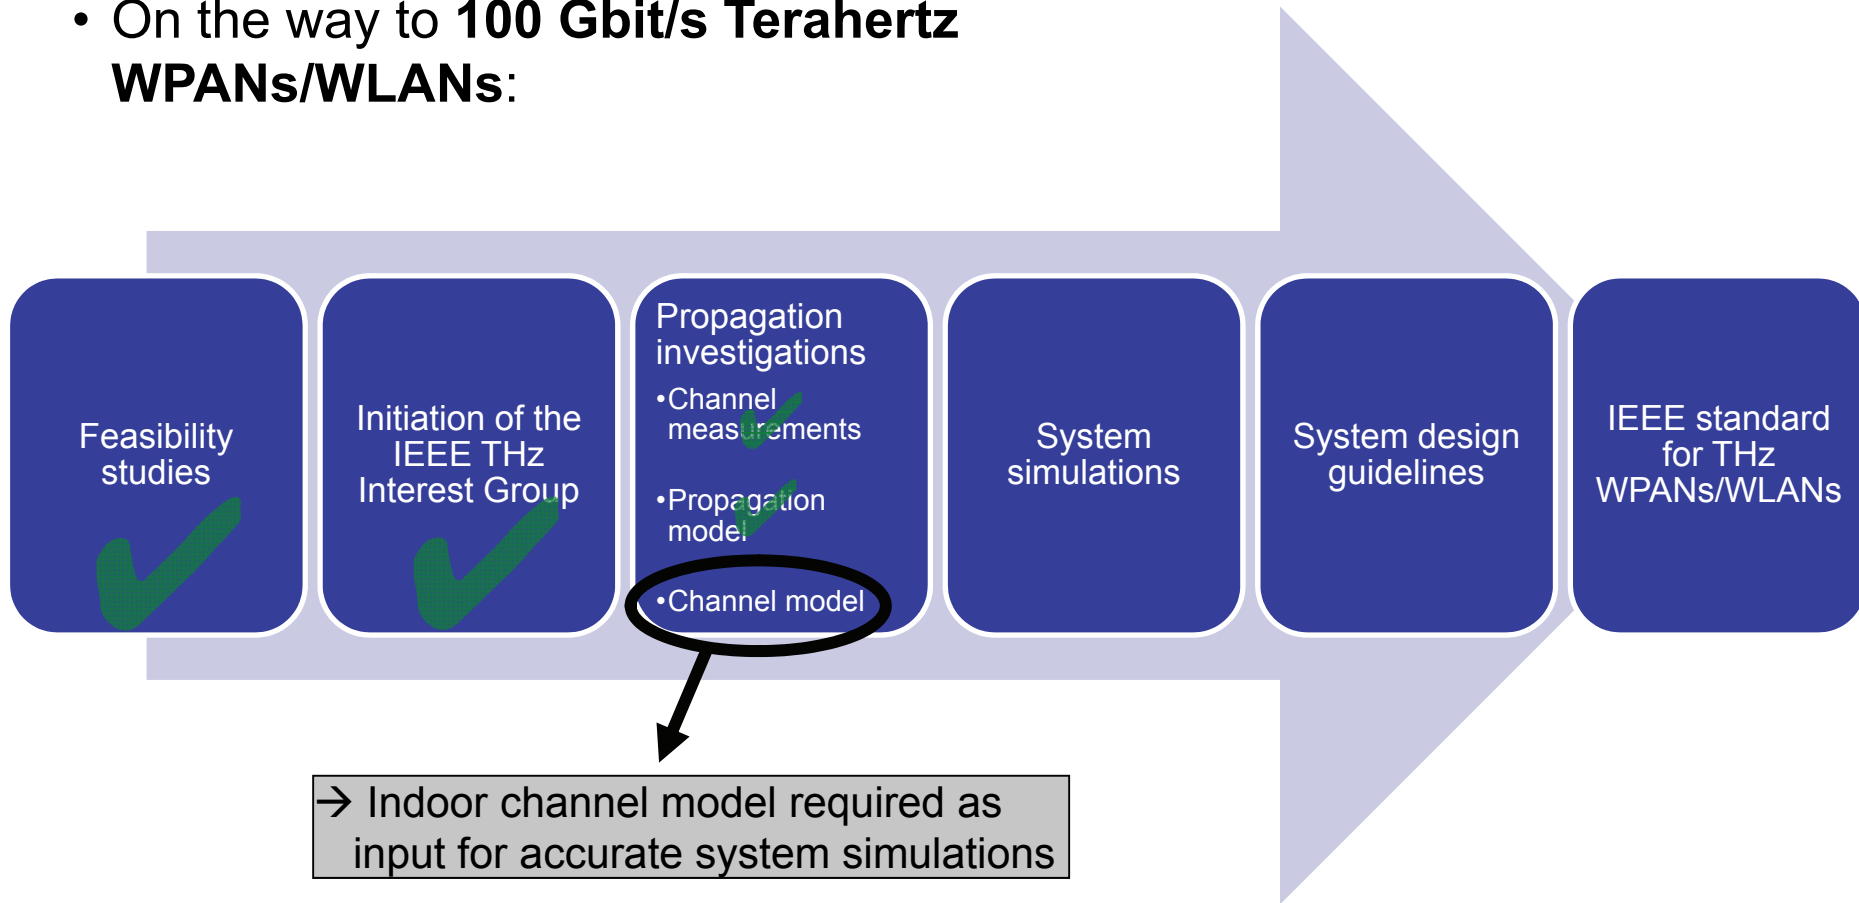 • On the way to 100 Gbit/s Terahertz
WPANs/WLANs:
Feasibility
studies
Initiation of the
IEEE THz
Interest Group
Propagation
investigations
•Channel
measurements
•Propagation
model
•Channel model
System
simulations
System design
guidelines
IEEE standard
for THz
WPANs/WLANs
→ Indoor channel model required as
input for accurate system simulations